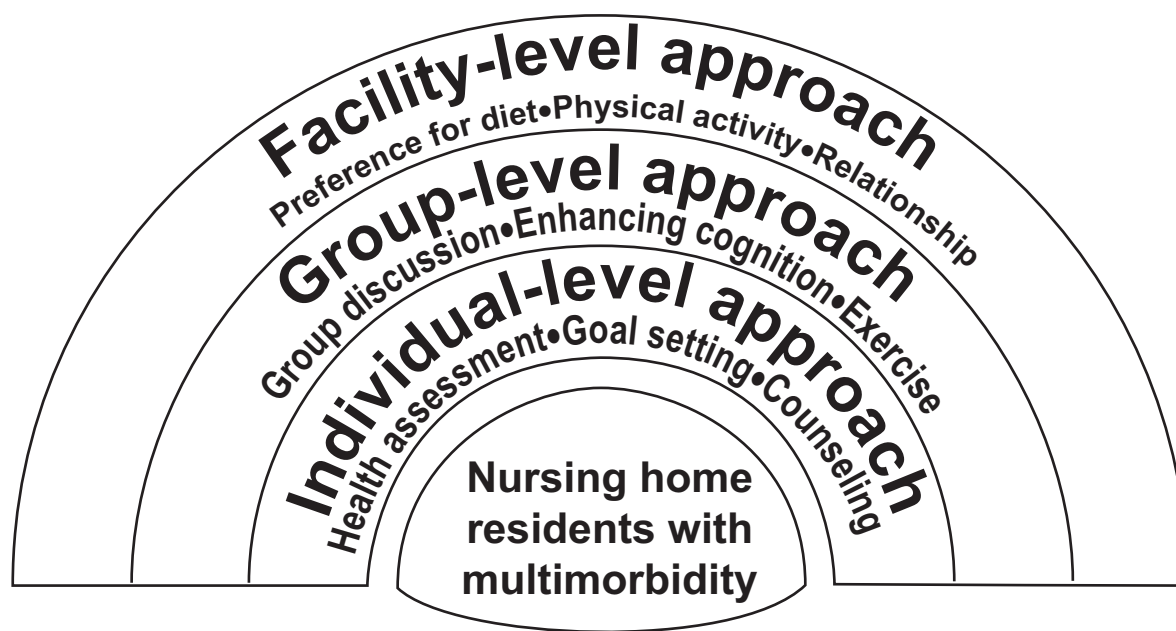 Facility-level approach
Preference for diet•Physical activity•Relationship
Group-level approach
Group discussion•Enhancing cognition•Exercise
Individual-level approach
Health assessment•Goal setting•Counseling
Nursing home
residents with
multimorbidity